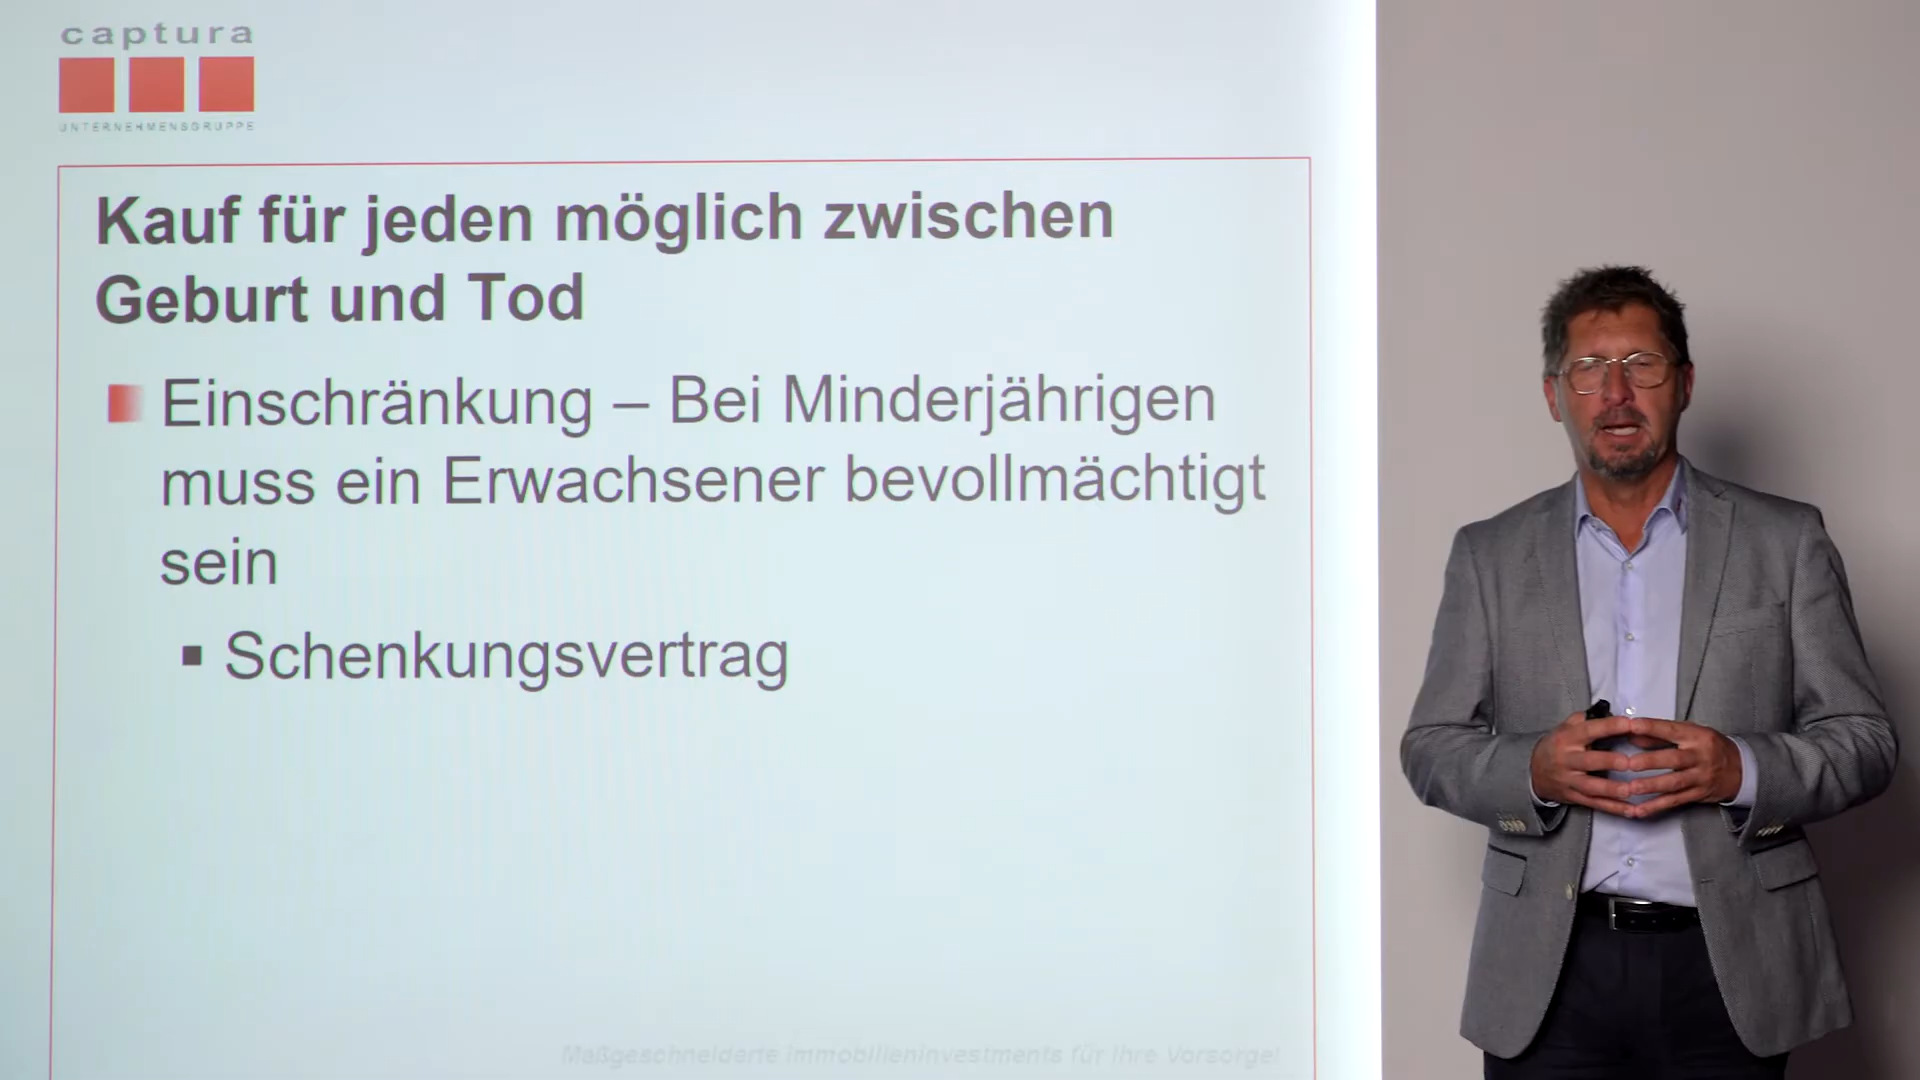 captura
UNTERNEHMENSGRUPPE
Kauf für jeden möglich zwischen
Geburt und Tod
Einschränkung – Bei Minderjährigen
muss ein Erwachsener bevollmächtigt
sein
Schenkungsvertrag
Maßgeschneiderte Immobilieninvestments für Ihre Vorsorge!